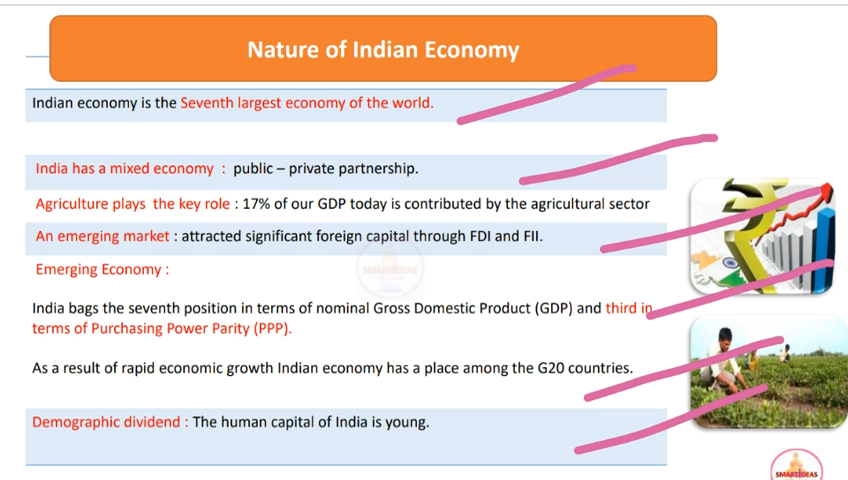 Nature of Indian Economy
Indian economy is the Seventh largest economy of the world.
India has a mixed economy : public – private partnership.
Agriculture plays the key role : 17% of our GDP today is contributed by the agricultural sector
An emerging market : attracted significant foreign capital through FDI and FII.
Emerging Economy :
India bags the seventh position in terms of nominal Gross Domestic Product (GDP) and third in
terms of Purchasing Power Parity (PPP).
As a result of rapid economic growth Indian economy has a place among the G20 countries.
Demographic dividend : The human capital of India is young.
SMART IDEAS
SMART IDEAS